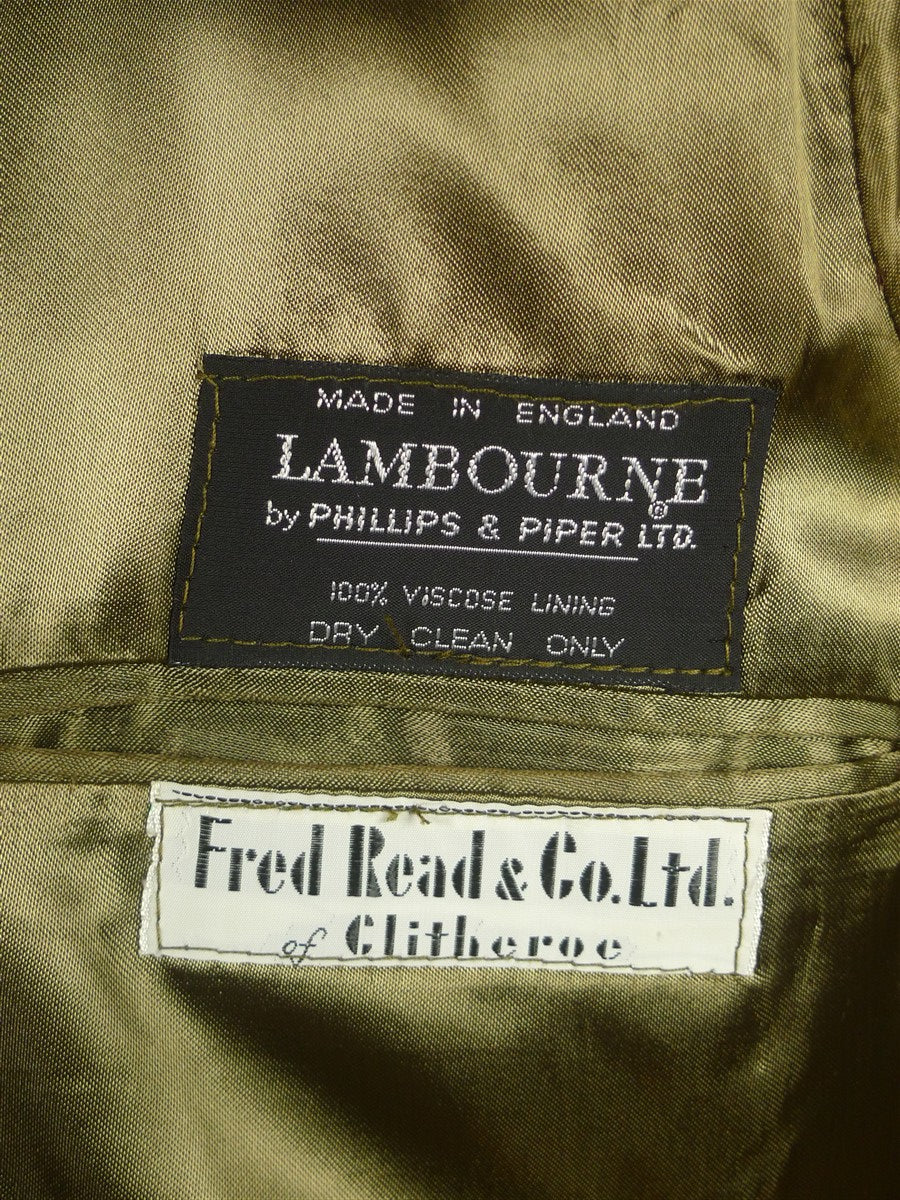 MADE IN ENGLAND
LAMBOURNE®
by PHILLIPS & PIPER LTD.
100% VISCOSE LINING
DRY CLEAN ONLY
Fred Read & Co. Ltd.
of Clitheroe